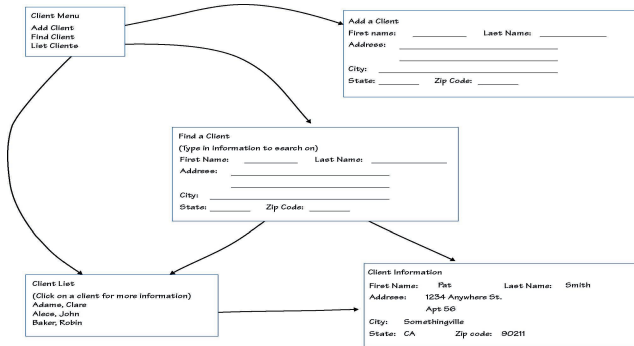 Client Menu
Add Client
Find Client
List Clients
Add a Client
First name: Last Name:
Address:
City:
State: Zip Code:
Find a Client
(Type in information to search on)
First Name: Last Name:
Address:
City:
State: Zip Code:
Client List
(Click on a client for more information)
Adams, Clare
Alece, John
Baker, Robin
Client Information
First Name: Pat Last Name: Smith
Address: 1234 Anywhere St.
Apt 56
City: Somethingville
State: CA Zip code: 90211